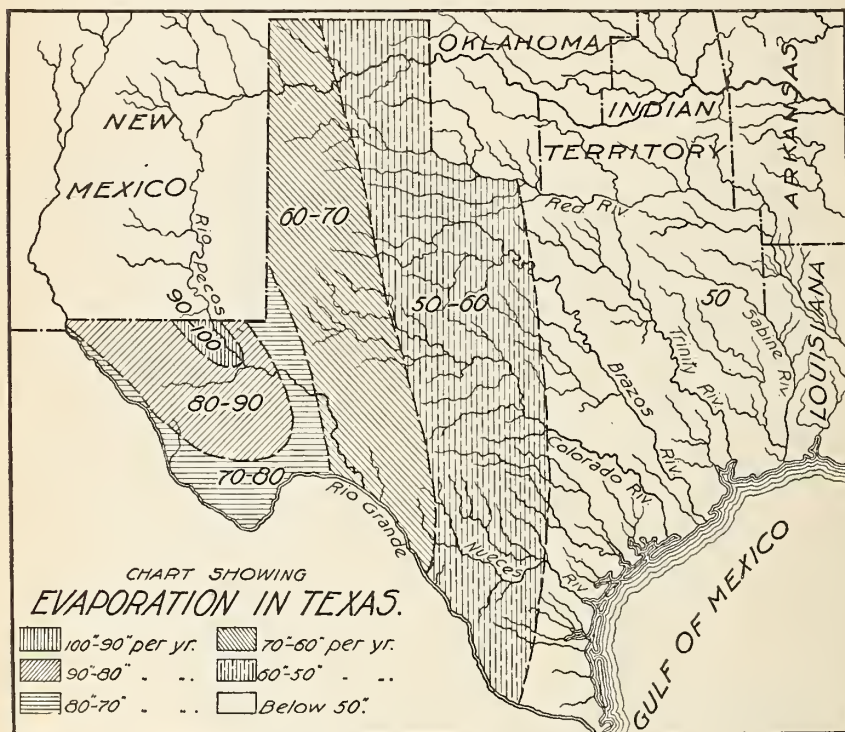 OKLAHOMA
ARKANSAS
NEW
MEXICO
INDIAN
TERRITORY
Red Riv.
Rio Pecos
60-70
50-60
50
90-100
80-90
70-80
Sabine Riv.
LOUISIANA
Trinity Riv.
Brazos Riv.
Colorado Riv.
Rio Grande
Nueces Riv.
GULF OF MEXICO
CHART SHOWING
EVAPORATION IN TEXAS.
100"-90" per yr.
90"-80" " "
80"-70" " "
70"-60" per yr.
60"-50" " "
Below 50".